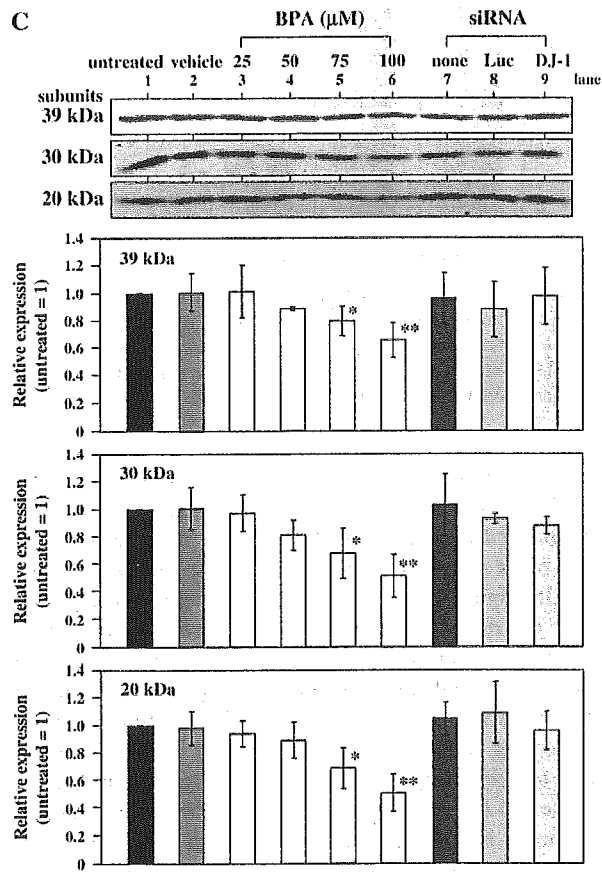 C
BPA (µM) siRNA
untreated vehicle 25 50 75 100 none Luc DJ-1
1 2 3 4 5 6 7 8 9 lane
subunits
39 kDa
30 kDa
20 kDa
39 kDa
Relative expression
(untreated = 1)
1.4
1.2
1.0
0.8
0.6
0.4
0.2
0
*
**
30 kDa
Relative expression
(untreated = 1)
1.4
1.2
1.0
0.8
0.6
0.4
0.2
0
*
**
20 kDa
Relative expression
(untreated = 1)
1.4
1.2
1.0
0.8
0.6
0.4
0.2
0
*
**